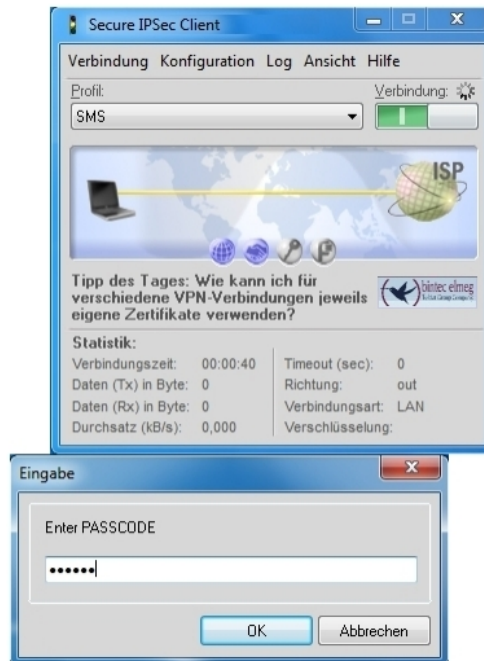 Secure IPSec Client
Verbindung Konfiguration Log Ansicht Hilfe
Profil:
Verbindung:
SMS
ISP
Tipp des Tages: Wie kann ich für
verschiedene VPN-Verbindungen jeweils
eigene Zertifikate verwenden?
bintec elmeg
Statistik:
Verbindungszeit: 00:00:40
Timeout (sec): 0
Daten (Tx) in Byte: 0
Richtung: out
Daten (Rx) in Byte: 0
Verbindungsart: LAN
Durchsatz (kB/s): 0,000
Verschlüsselung:
Eingabe
Enter PASSCODE
••••••
OK
Abbrechen